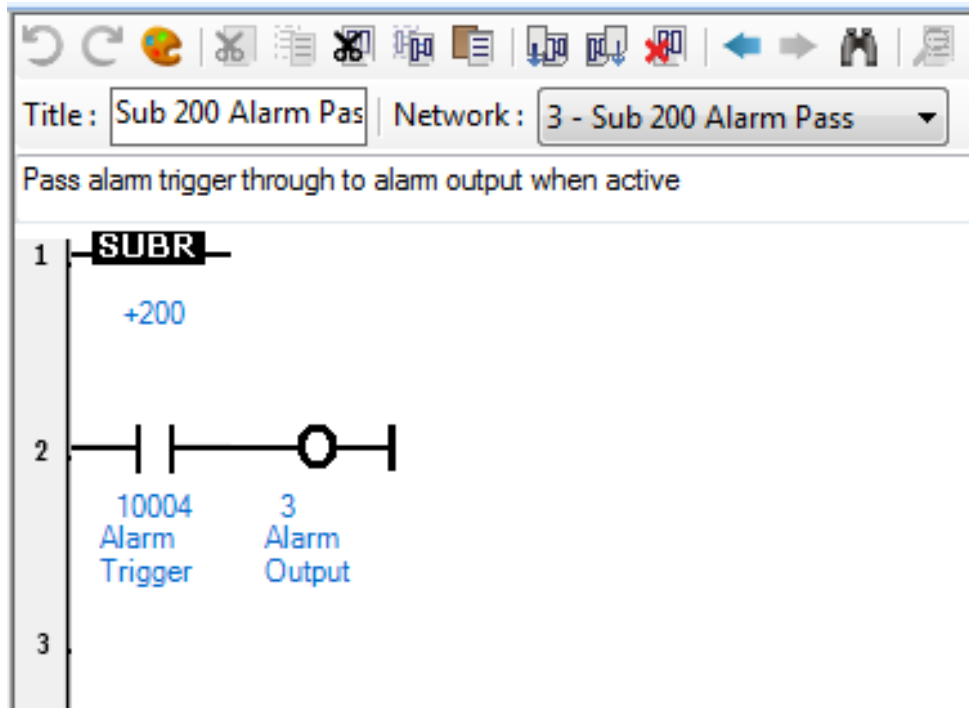 Title : Sub 200 Alarm Pas Network : 3 - Sub 200 Alarm Pass
Pass alarm trigger through to alarm output when active
1 SUBR
+200
2
10004 3
Alarm Alarm
Trigger Output
3